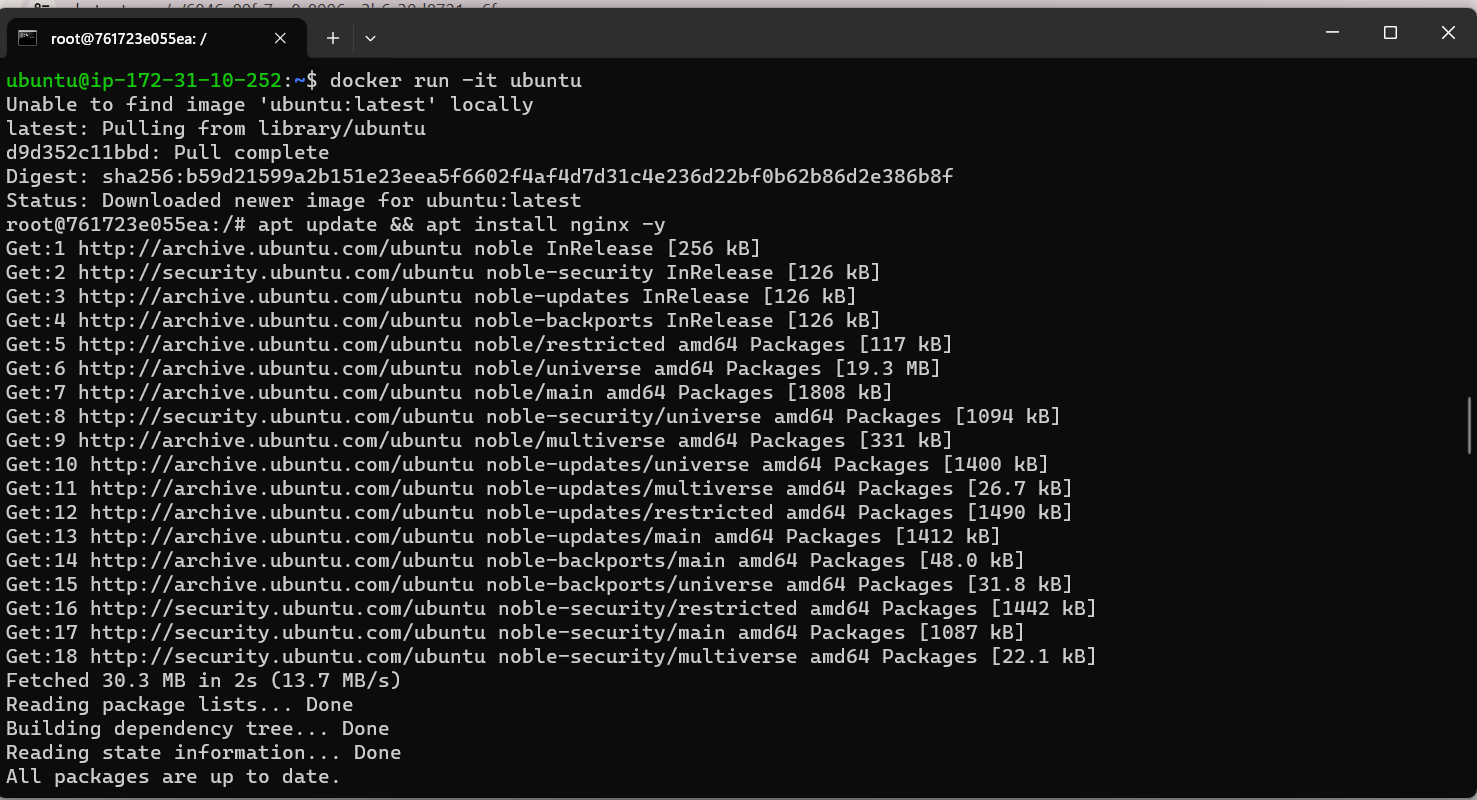 root@761723e055ea: /
ubuntu@ip-172-31-10-252:~$ docker run -it ubuntu
Unable to find image 'ubuntu:latest' locally
latest: Pulling from library/ubuntu
d9d352c11bbd: Pull complete
Digest: sha256:b59d21599a2b151e23eea5f6602f4af4d7d31c4e236d22bf0b62b86d2e386b8f
Status: Downloaded newer image for ubuntu:latest
root@761723e055ea:/# apt update && apt install nginx -y
Get:1 http://archive.ubuntu.com/ubuntu noble InRelease [256 kB]
Get:2 http://security.ubuntu.com/ubuntu noble-security InRelease [126 kB]
Get:3 http://archive.ubuntu.com/ubuntu noble-updates InRelease [126 kB]
Get:4 http://archive.ubuntu.com/ubuntu noble-backports InRelease [126 kB]
Get:5 http://archive.ubuntu.com/ubuntu noble/restricted amd64 Packages [117 kB]
Get:6 http://archive.ubuntu.com/ubuntu noble/universe amd64 Packages [19.3 MB]
Get:7 http://archive.ubuntu.com/ubuntu noble/main amd64 Packages [1808 kB]
Get:8 http://security.ubuntu.com/ubuntu noble-security/universe amd64 Packages [1094 kB]
Get:9 http://archive.ubuntu.com/ubuntu noble/multiverse amd64 Packages [331 kB]
Get:10 http://archive.ubuntu.com/ubuntu noble-updates/universe amd64 Packages [1400 kB]
Get:11 http://archive.ubuntu.com/ubuntu noble-updates/multiverse amd64 Packages [26.7 kB]
Get:12 http://archive.ubuntu.com/ubuntu noble-updates/restricted amd64 Packages [1490 kB]
Get:13 http://archive.ubuntu.com/ubuntu noble-updates/main amd64 Packages [1412 kB]
Get:14 http://archive.ubuntu.com/ubuntu noble-backports/main amd64 Packages [48.0 kB]
Get:15 http://archive.ubuntu.com/ubuntu noble-backports/universe amd64 Packages [31.8 kB]
Get:16 http://security.ubuntu.com/ubuntu noble-security/restricted amd64 Packages [1442 kB]
Get:17 http://security.ubuntu.com/ubuntu noble-security/main amd64 Packages [1087 kB]
Get:18 http://security.ubuntu.com/ubuntu noble-security/multiverse amd64 Packages [22.1 kB]
Fetched 30.3 MB in 2s (13.7 MB/s)
Reading package lists... Done
Building dependency tree... Done
Reading state information... Done
All packages are up to date.